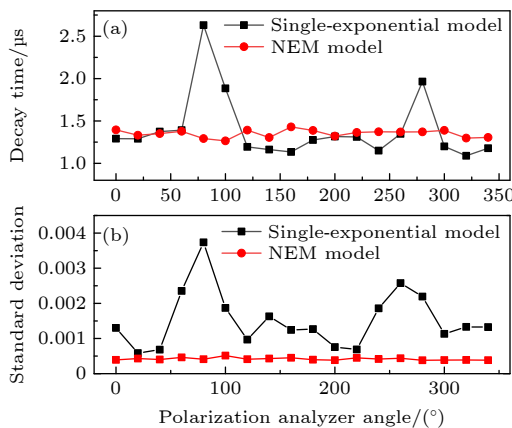 (a)
Single-exponential model
NEM model
Decay time/µs
2.5
2.0
1.5
1.0
0 50 100 150 200 250 300 350
(b)
Single-exponential model
NEM model
Standard deviation
0.004
0.003
0.002
0.001
0
0 100 200 300
Polarization analyzer angle/(°)